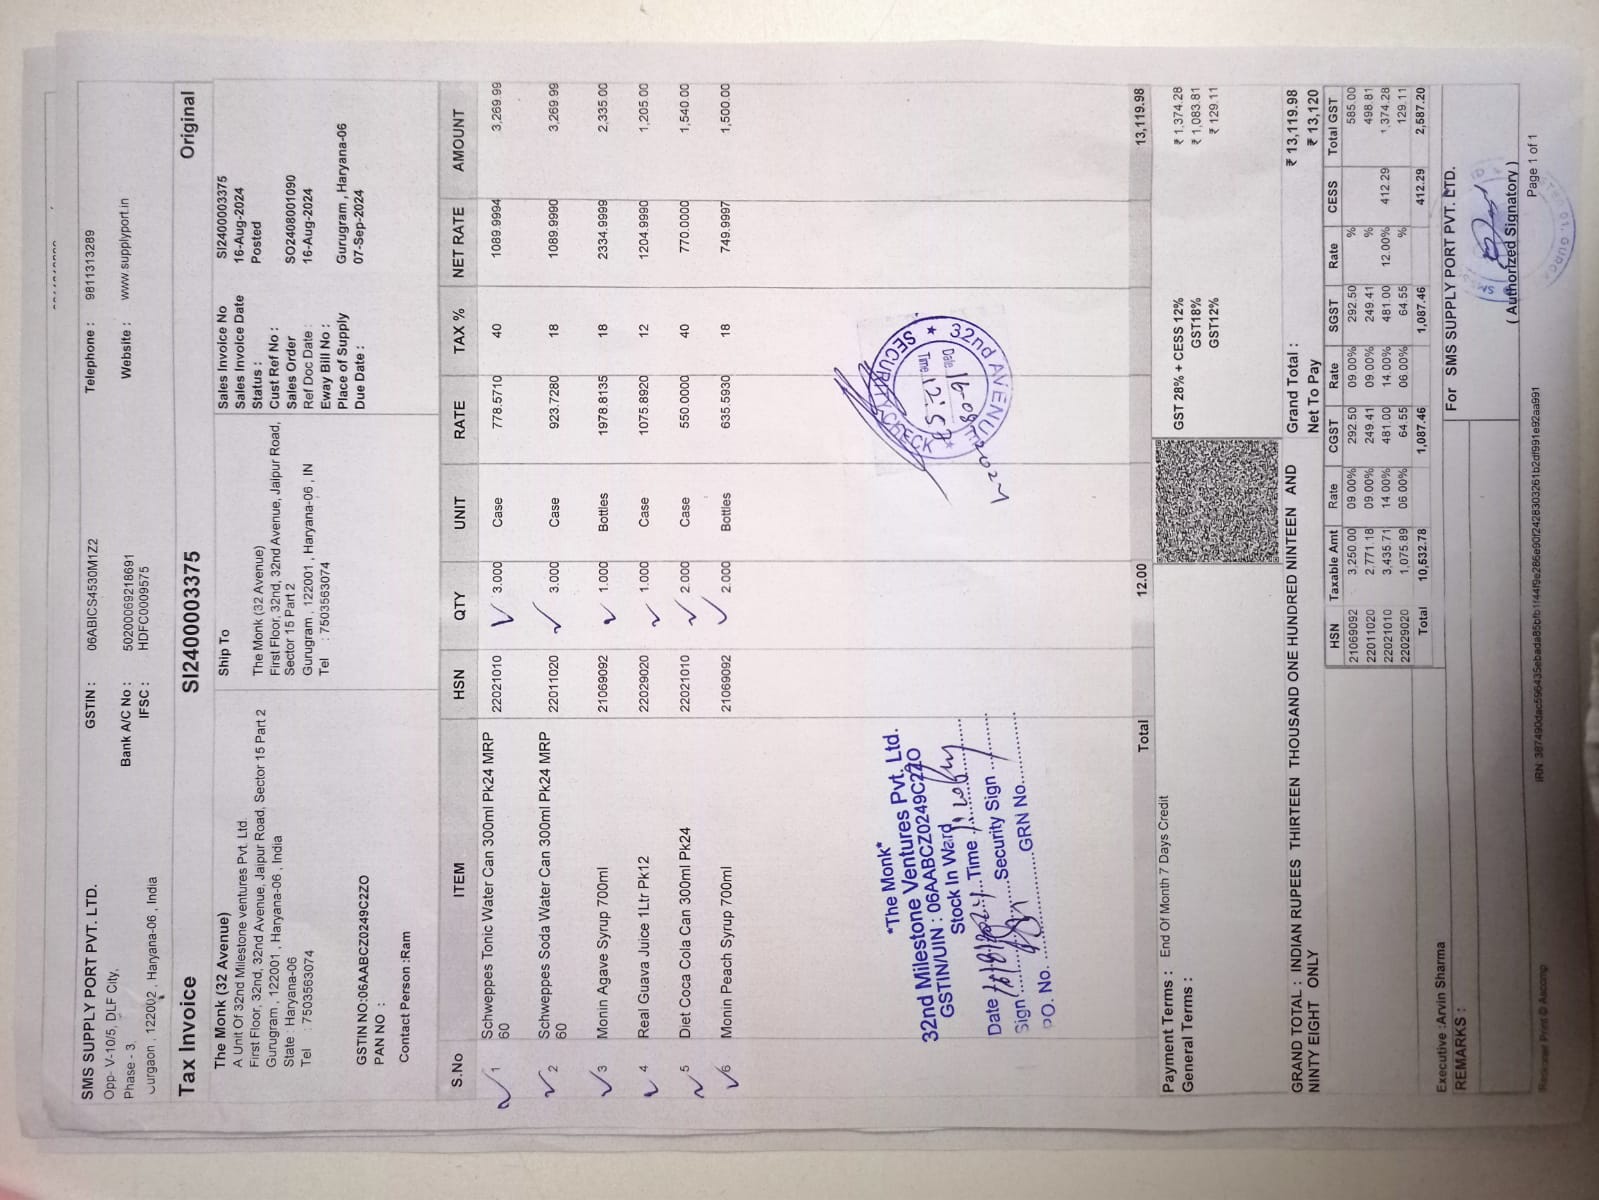 SMS SUPPLY PORT PVT. LTD.
Opp- V-10/5, DLF City,
Phase - 3,
Gurgaon , 122002 , Haryana-06 , India
GSTIN : 06ABICS4530M1Z2
Bank A/C No : 50200069218691
IFSC : HDFC0009575
Telephone : 9811313289
Website : www.supplyport.in
Tax Invoice SI2400003375 Original
The Monk (32 Avenue)
A Unit Of 32nd Milestone ventures Pvt. Ltd.
First Floor, 32nd, 32nd Avenue, Jaipur Road, Sector 15 Part 2
Gurugram , 122001 , Haryana-06 , India
State : Haryana-06
Tel : 7503563074
GSTIN NO:06AABCZ0249C2ZO
PAN NO :
Contact Person :Ram
Ship To
The Monk (32 Avenue)
First Floor, 32nd, 32nd Avenue, Jaipur Road,
Sector 15 Part 2
Gurugram , 122001 , Haryana-06 , IN
Tel : 7503563074
Sales Invoice No SI2400003375
Sales Invoice Date 16-Aug-2024
Status : Posted
Cust Ref No :
Sales Order SO2408001090
Ref Doc Date : 16-Aug-2024
Eway Bill No :
Place of Supply Gurugram , Haryana-06
Due Date : 07-Sep-2024
S.No ITEM HSN QTY UNIT RATE TAX % NET RATE AMOUNT
1 Schweppes Tonic Water Can 300ml Pk24 MRP 60 22021010 3.000 Case 778.5710 40 1089.9994 3,269.99
2 Schweppes Soda Water Can 300ml Pk24 MRP 60 22011020 3.000 Case 923.7280 18 1089.9990 3,269.99
3 Monin Agave Syrup 700ml 21069092 1.000 Bottles 1978.8135 18 2334.9999 2,335.00
4 Real Guava Juice 1Ltr Pk12 22029020 1.000 Case 1075.8920 12 1204.9990 1,205.00
5 Diet Coca Cola Can 300ml Pk24 22021010 2.000 Case 550.0000 40 770.0000 1,540.00
6 Monin Peach Syrup 700ml 21069092 2.000 Bottles 635.5930 18 749.9997 1,500.00
*The Monk*
32nd Milestone Ventures Pvt. Ltd.
GSTIN/UIN : 06AABCZ0249C2ZO
Stock In Ward
Date Time
Sign Security Sign
PO. No. GRN No.
SECURITY CHECK
Time
Date
32nd AVENUE
Total 12.00 13,119.98
Payment Terms : End Of Month 7 Days Credit
General Terms :
GST 28% + CESS 12% ₹ 1,374.28
GST18% ₹ 1,083.81
GST12% ₹ 129.11
GRAND TOTAL : INDIAN RUPEES THIRTEEN THOUSAND ONE HUNDRED NINTEEN AND
NINTY EIGHT ONLY
Grand Total : ₹ 13,119.98
Net To Pay ₹ 13,120
HSN Taxable Amt Rate CGST Rate SGST Rate CESS Total GST
21069092 3,250.00 09.00% 292.50 09.00% 292.50 % 585.00
22011020 2,771.18 09.00% 249.41 09.00% 249.41 % 498.81
22021010 3,435.71 14.00% 481.00 14.00% 481.00 12.00% 412.29 1,374.28
22029020 1,075.89 06.00% 64.55 06.00% 64.55 % 129.11
Total 10,532.78 1,087.46 1,087.46 412.29 2,587.20
Executive :Arvin Sharma
REMARKS :
For SMS SUPPLY PORT PVT. LTD.
( Authorized Signatory )
Page 1 of 1